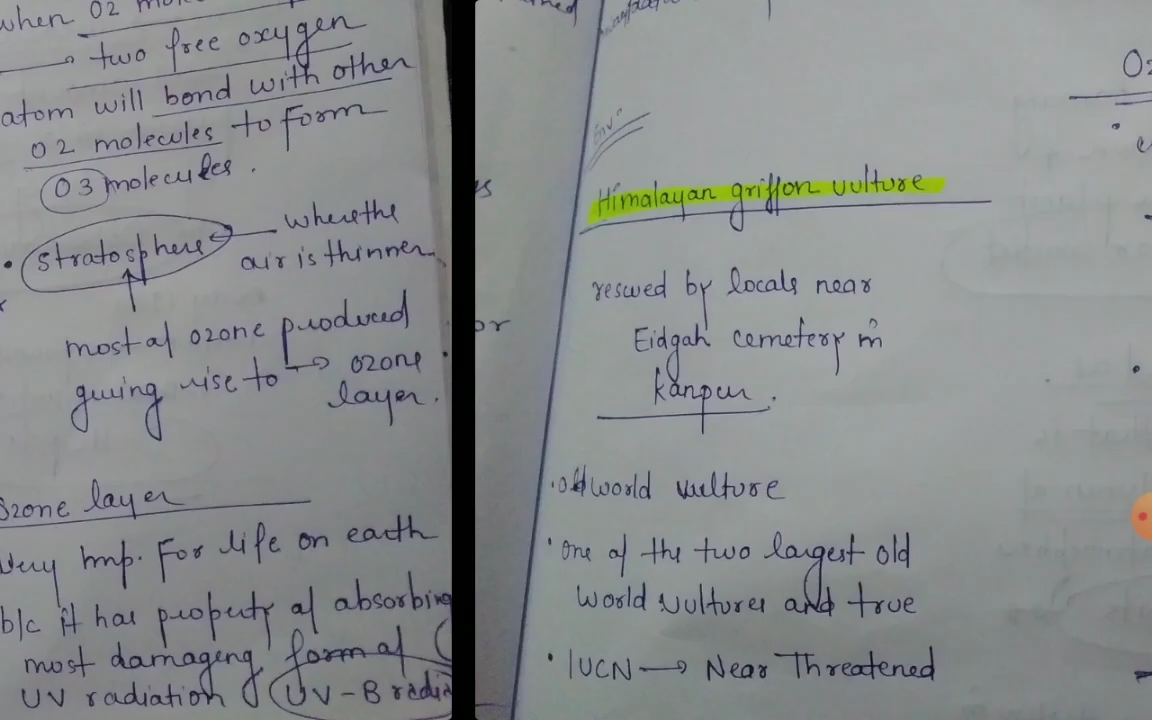 when O2
two free oxygen
atom will bond with other
O2 molecules to form
O3 molecules.
• stratosphere where the
air is thinner
most of ozone produced
giving rise to → ozone
layer.
Ozone layer
Very Imp. For life on earth
b/c it has property of absorbing
most damageng form of (
UV radiation (UV-B
Envn
Himalayan griffon vulture
rescued by locals near
Eidgah cemetery in
Kanpur.
• old world vulture
• One of the two largest old
World vultures and true
• IUCN → Near Threatened
or